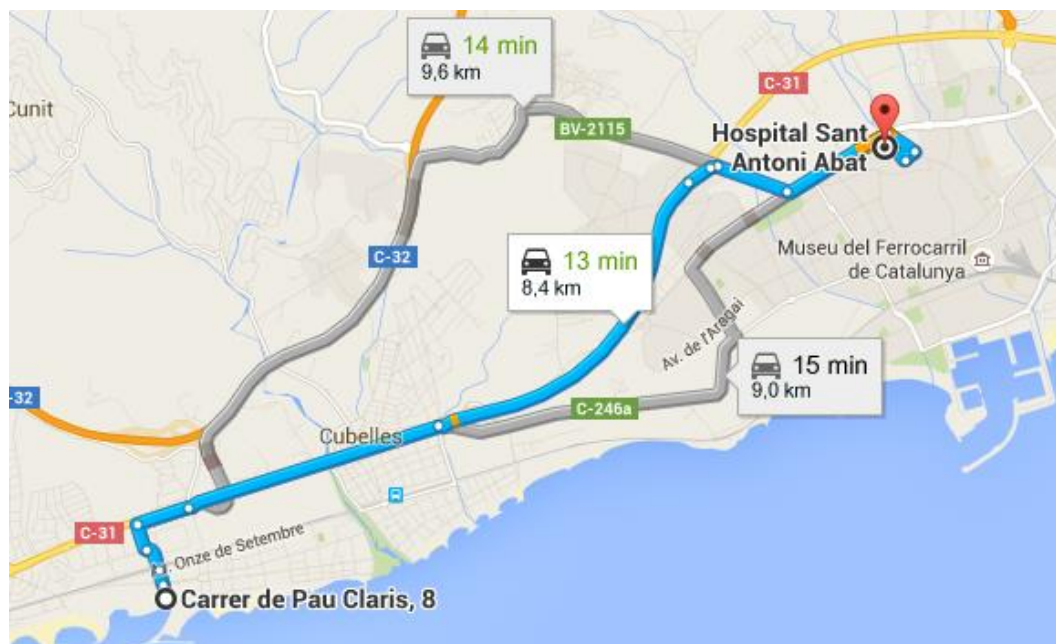 14 min
9,6 km
C-31
Cunit
BV-2115
Hospital Sant
Antoni Abat
C-32
13 min
8,4 km
Museu del Ferrocarril
de Catalunya
Av. de l'Aragai
15 min
9,0 km
-32
C-246a
Cubelles
C-31
Onze de Setembre
Carrer de Pau Claris, 8